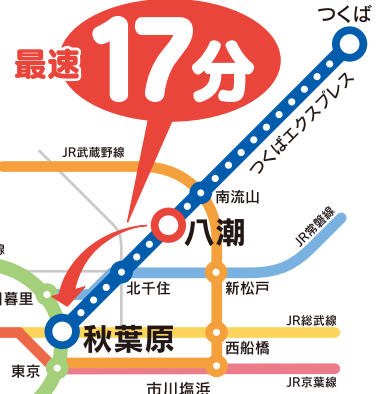 つくば
最速17分
つくばエクスプレス
JR武蔵野線
南流山
八潮
JR常磐線
線
北千住
新松戸
暮里
JR総武線
秋葉原
西船橋
東京
JR京葉線
市川塩浜